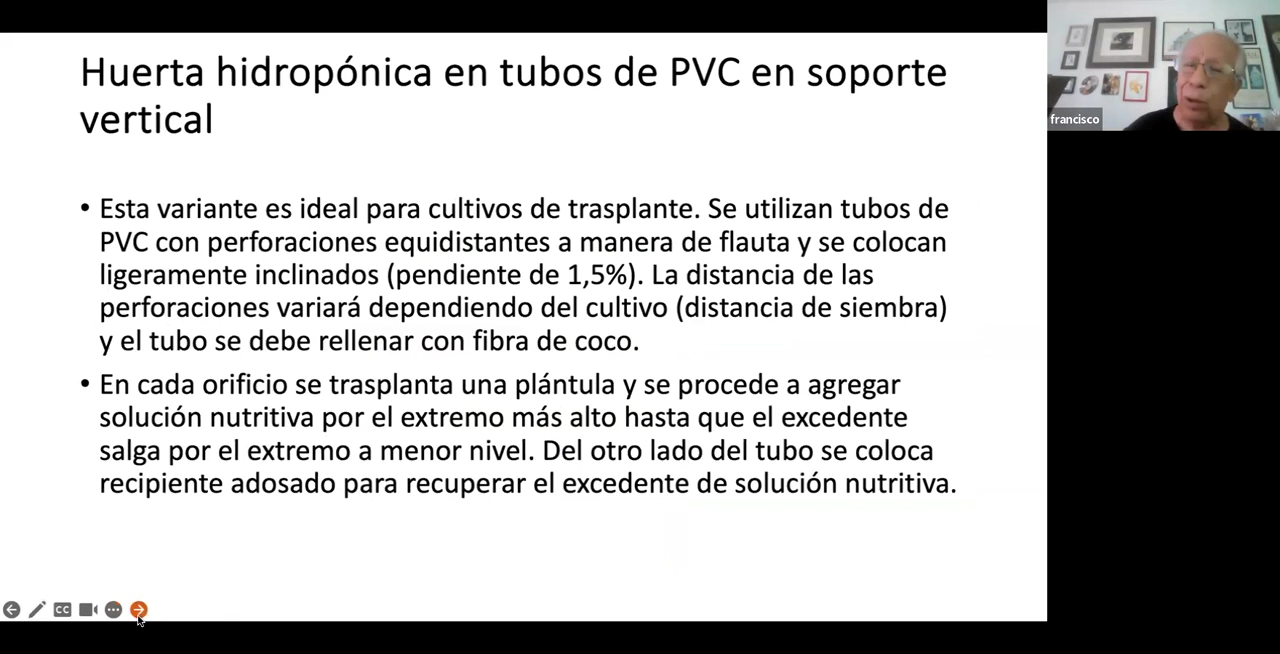 Huerta hidropónica en tubos de PVC en soporte
vertical
• Esta variante es ideal para cultivos de trasplante. Se utilizan tubos de
PVC con perforaciones equidistantes a manera de flauta y se colocan
ligeramente inclinados (pendiente de 1,5%). La distancia de las
perforaciones variará dependiendo del cultivo (distancia de siembra)
y el tubo se debe rellenar con fibra de coco.
• En cada orificio se trasplanta una plántula y se procede a agregar
solución nutritiva por el extremo más alto hasta que el excedente
salga por el extremo a menor nivel. Del otro lado del tubo se coloca
recipiente adosado para recuperar el excedente de solución nutritiva.
francisco
CC